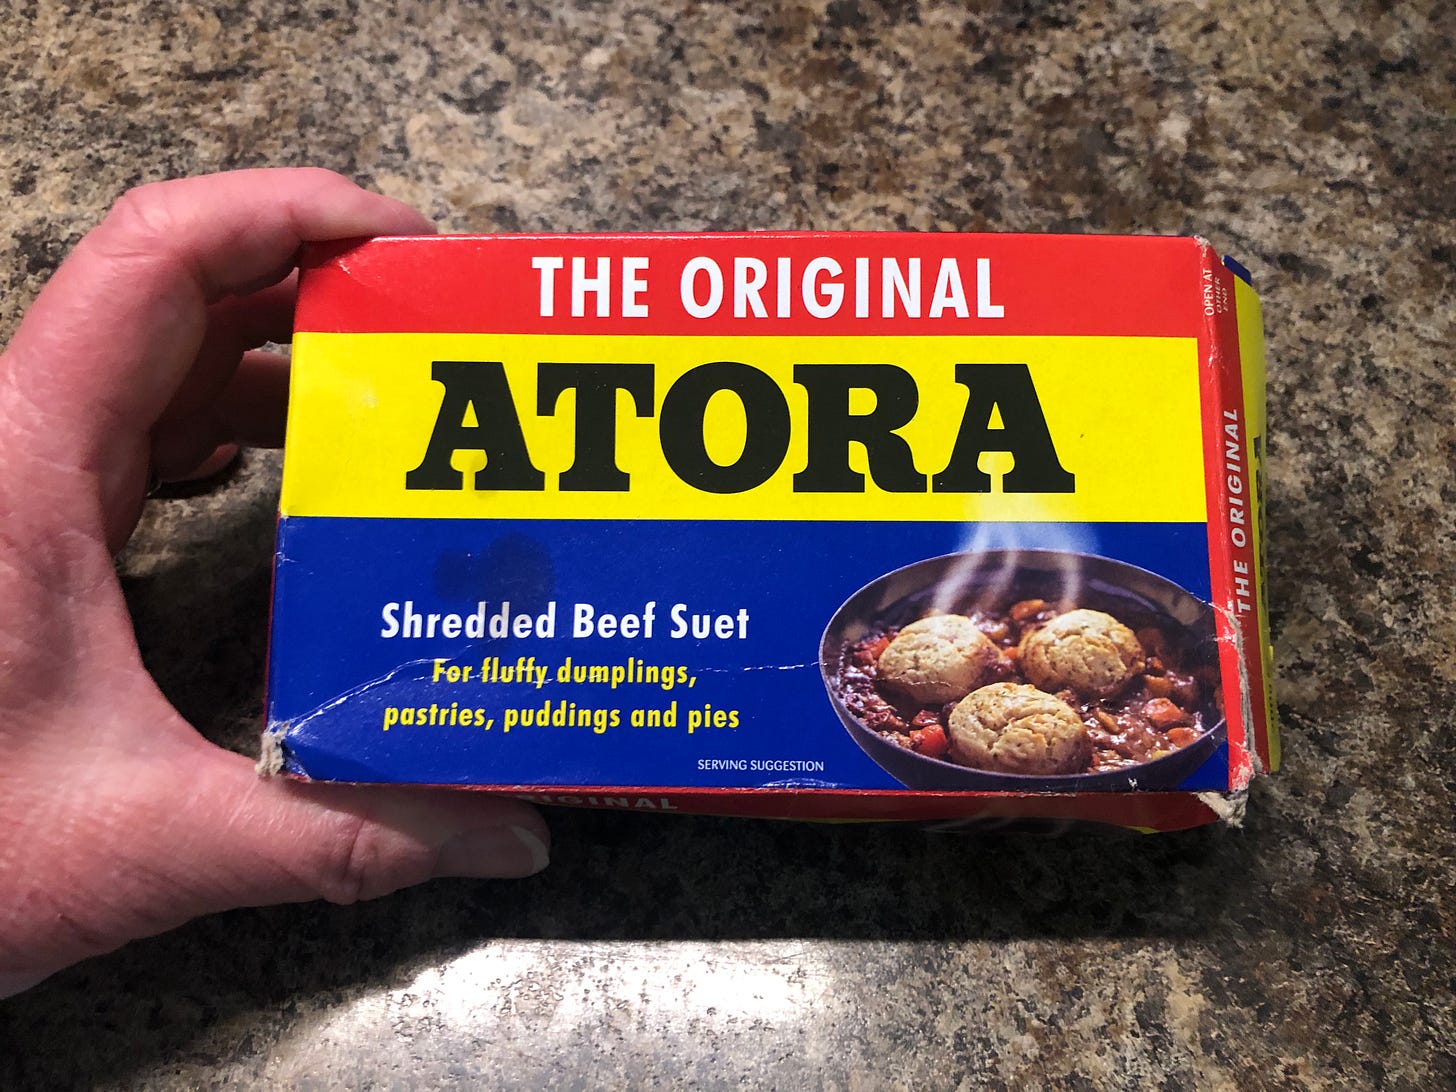 THE ORIGINAL
ATORA
Shredded Beef Suet
For fluffy dumplings,
pastries, puddings and pies
SERVING SUGGESTION
OPEN AT
OTHER
END
THE ORIGINAL